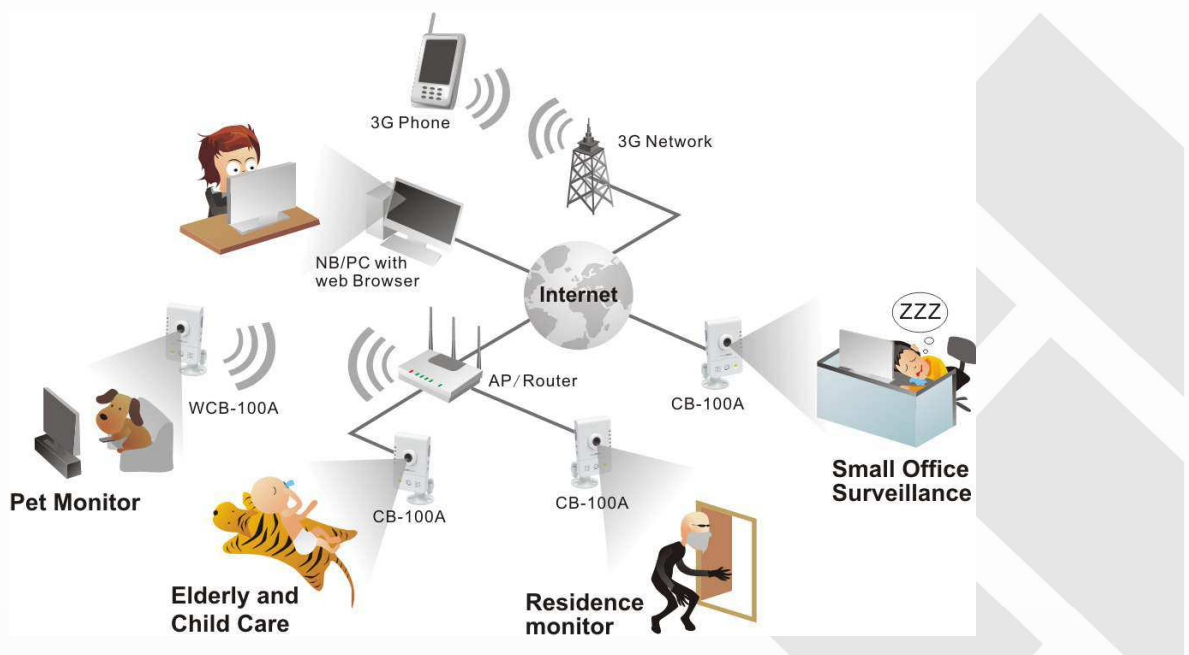 3G Phone
3G Network
NB/PC with
web Browser
Internet
ZZZ
AP/Router
WCB-100A
CB-100A
Pet Monitor
CB-100A
CB-100A
Small Office
Surveillance
Elderly and
Child Care
Residence
monitor